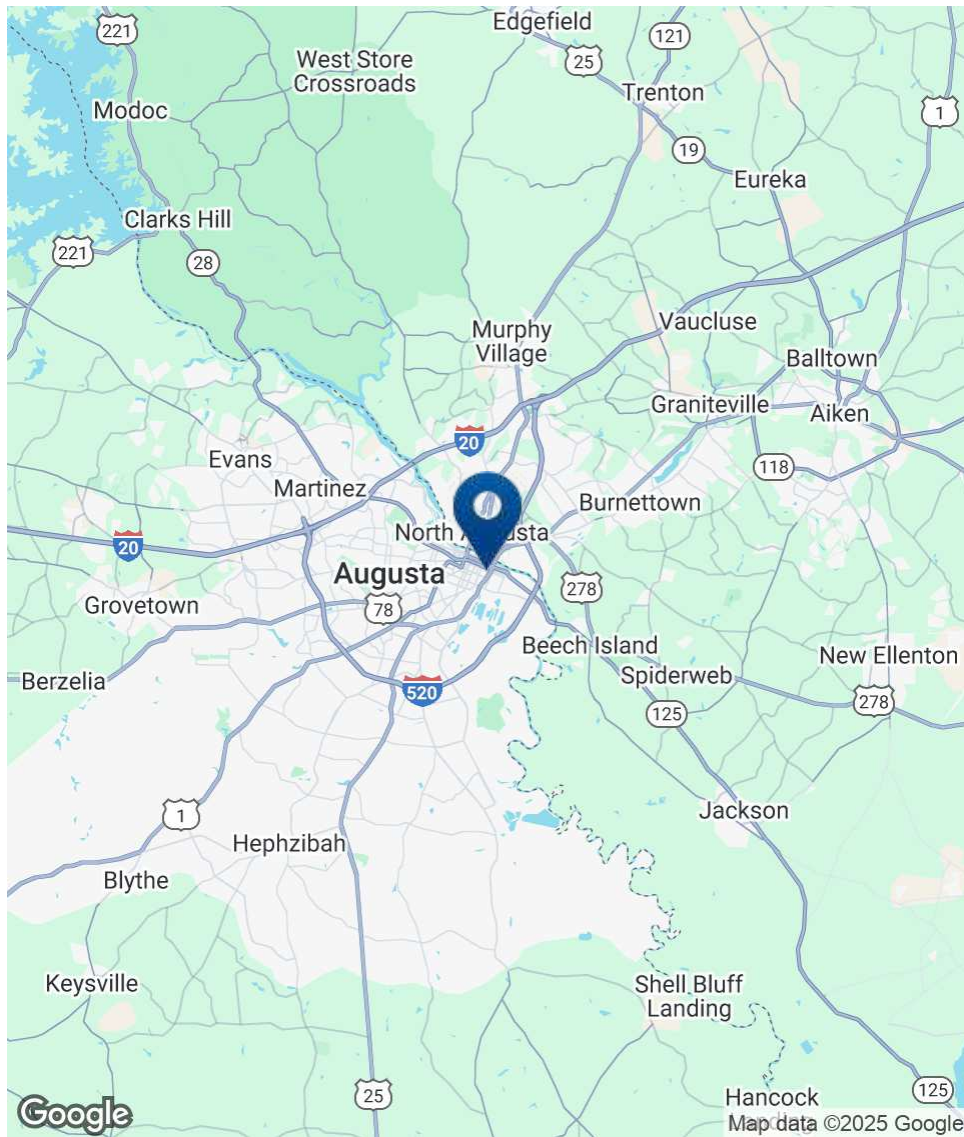 221
Edgefield
121
25
West Store
Crossroads
Trenton
1
Modoc
19
Eureka
Clarks Hill
221
28
Vaucluse
Murphy
Village
Balltown
Graniteville
Aiken
20
Evans
118
Martinez
Burnettown
North Augusta
20
Augusta
278
78
Grovetown
Beech Island
New Ellenton
Berzelia
Spiderweb
520
278
125
Jackson
1
Hephzibah
Blythe
Keysville
Shell Bluff
Landing
25
125
Hancock
Landing
Google
Map data ©2025 Google